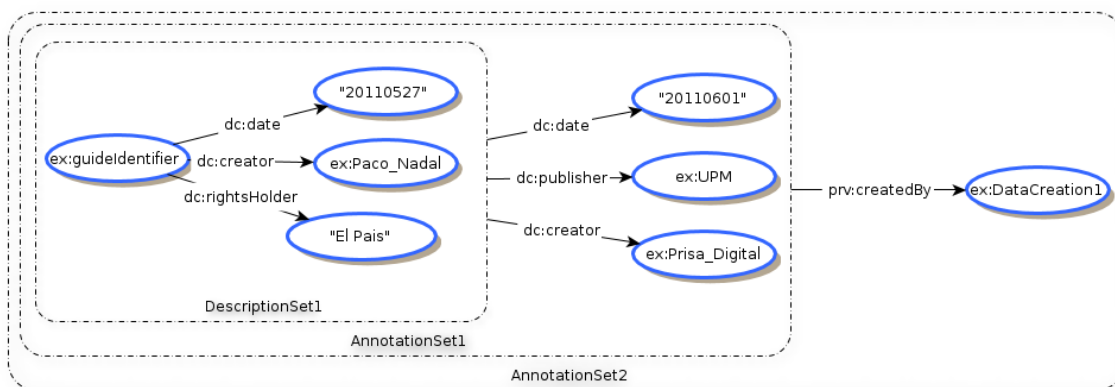 "20110527"
"20110601"
dc:date
dc:date
ex:guideIdentifier
dc:creator
ex:Paco_Nadal
dc:publisher
ex:UPM
prv:createdBy
ex:DataCreation1
dc:rightsHolder
"El Pais"
dc:creator
ex:Prisa_Digital
DescriptionSet1
AnnotationSet1
AnnotationSet2